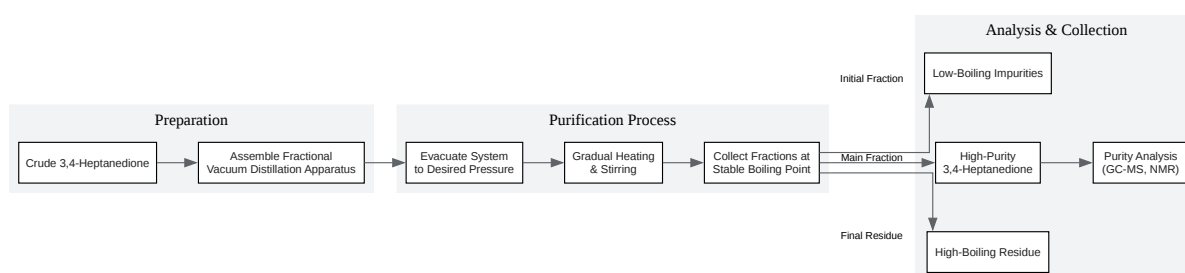 Analysis & Collection
Initial Fraction
Low-Boiling Impurities
Preparation
Purification Process
Crude 3,4-Heptanedione
Assemble Fractional
Vacuum Distillation Apparatus
Evacuate System
to Desired Pressure
Gradual Heating
& Stirring
Collect Fractions at
Stable Boiling Point
Main Fraction
High-Purity
3,4-Heptanedione
Purity Analysis
(GC-MS, NMR)
Final Residue
High-Boiling Residue